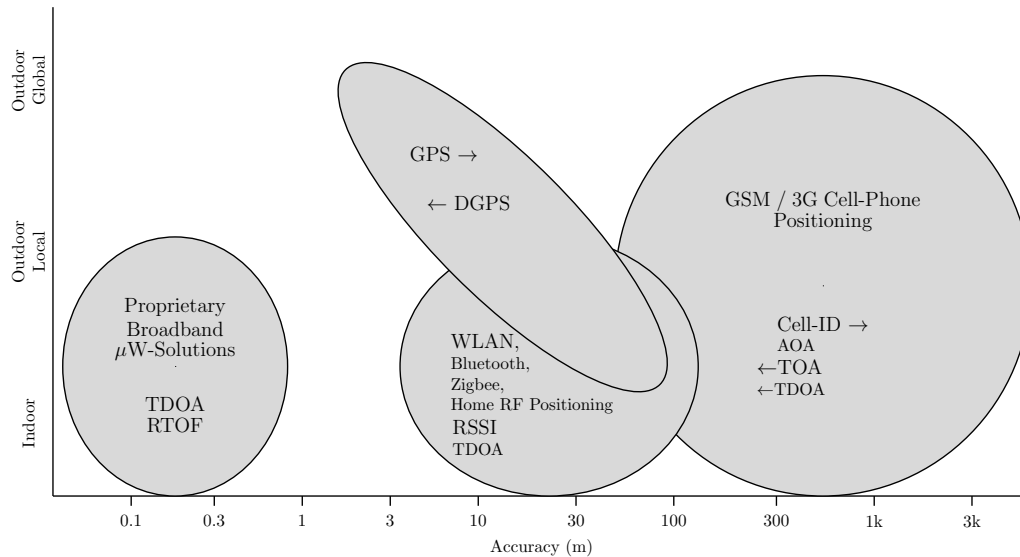 Outdoor
Global
Outdoor
Local
Indoor
GPS →
← DGPS
GSM / 3G Cell-Phone
Positioning
Cell-ID →
AOA
←TOA
←TDOA
Proprietary
Broadband
μW-Solutions
TDOA
RTOF
WLAN,
Bluetooth,
Zigbee,
Home RF Positioning
RSSI
TDOA
0.1 0.3 1 3 10 30 100 300 1k 3k
Accuracy (m)